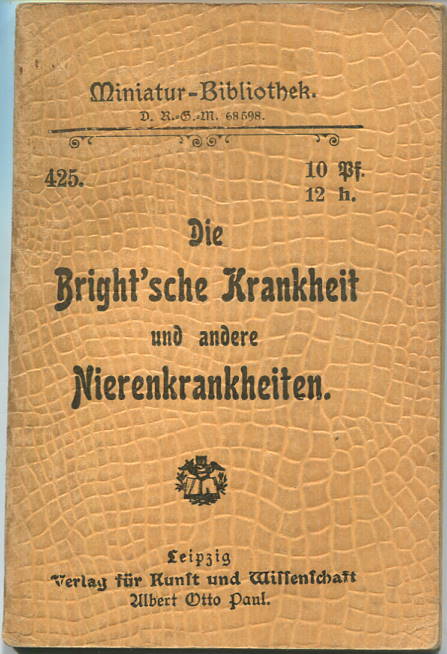 Miniatur-Bibliothek.
D. R.-G.-M. 68598.
425.
10 Pf.
12 h.
Die
Bright'sche Krankheit
und andere
Nierenkrankheiten.
Leipzig
Verlag für Kunst und Wissenschaft
Albert Otto Paul.